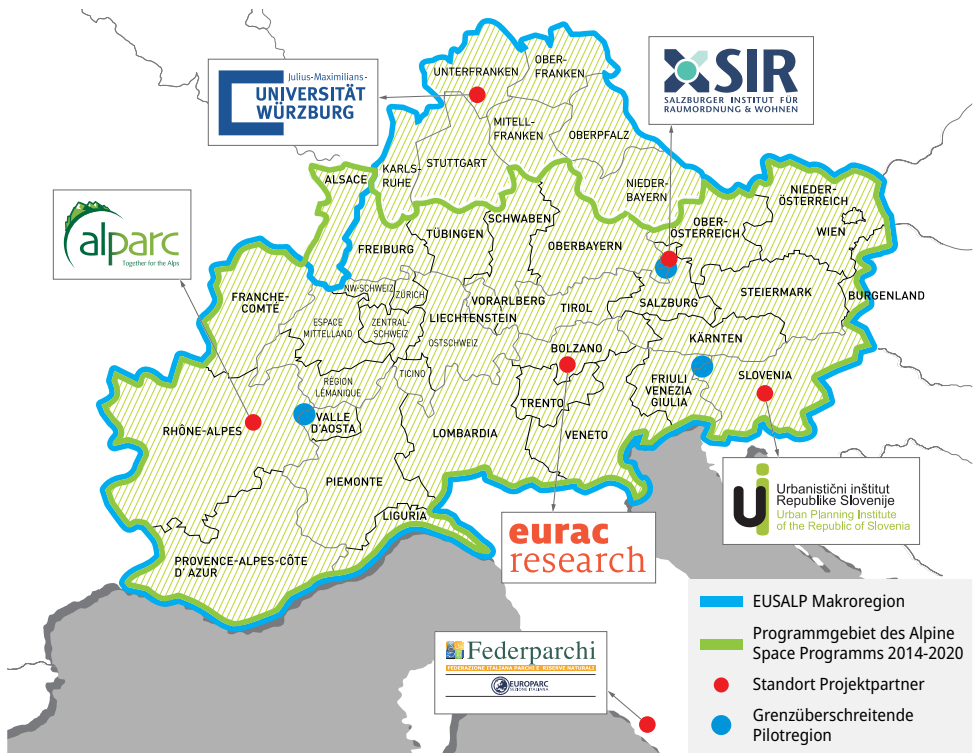 Julius-Maximilians-
UNIVERSITÄT
WÜRZBURG
SIR
SALZBURGER INSTITUT FÜR
RAUMORDNUNG & WOHNEN
alparc
Together for the Alps
UNTERFRANKEN
OBER-
FRANKEN
MITELL-
FRANKEN
OBERPFALZ
KARLS-
RUHE
STUTTGART
NIEDER-
BAYERN
ALSACE
NIEDER-
ÖSTERREICH
SCHWABEN
TÜBINGEN
OBER-
ÖSTERREICH
WIEN
FREIBURG
OBERBAYERN
FRANCHE-
COMTÉ
NW-SCHWEIZ
ZÜRICH
VORARLBERG
TIROL
SALZBURG
STEIERMARK
BURGENLAND
ESPACE
MITTELLAND
ZENTRAL-
SCHWEIZ
LIECHTENSTEIN
OSTSCHWEIZ
BOLZANO
KÄRNTEN
RÉGION
LÉMANIQUE
TICINO
FRIULI
VENEZIA
GIULIA
SLOVENIA
TRENTO
RHÔNE-ALPES
VALLE
D'AOSTA
LOMBARDIA
VENETO
PIEMONTE
LIGURIA
PROVENCE-ALPES-CÔTE
D' AZUR
eurac
research
ui
Urbanistični inštitut
Republike Slovenije
Urban Planning Institute
of the Republic of Slovenia
Federparchi
FEDERAZIONE ITALIANA PARCHI E RISERVE NATURALI
EUROPARC
SEZIONE ITALIANA
EUSALP Makroregion
Programmgebiet des Alpine
Space Programms 2014-2020
Standort Projektpartner
Grenzüberschreitende
Pilotregion